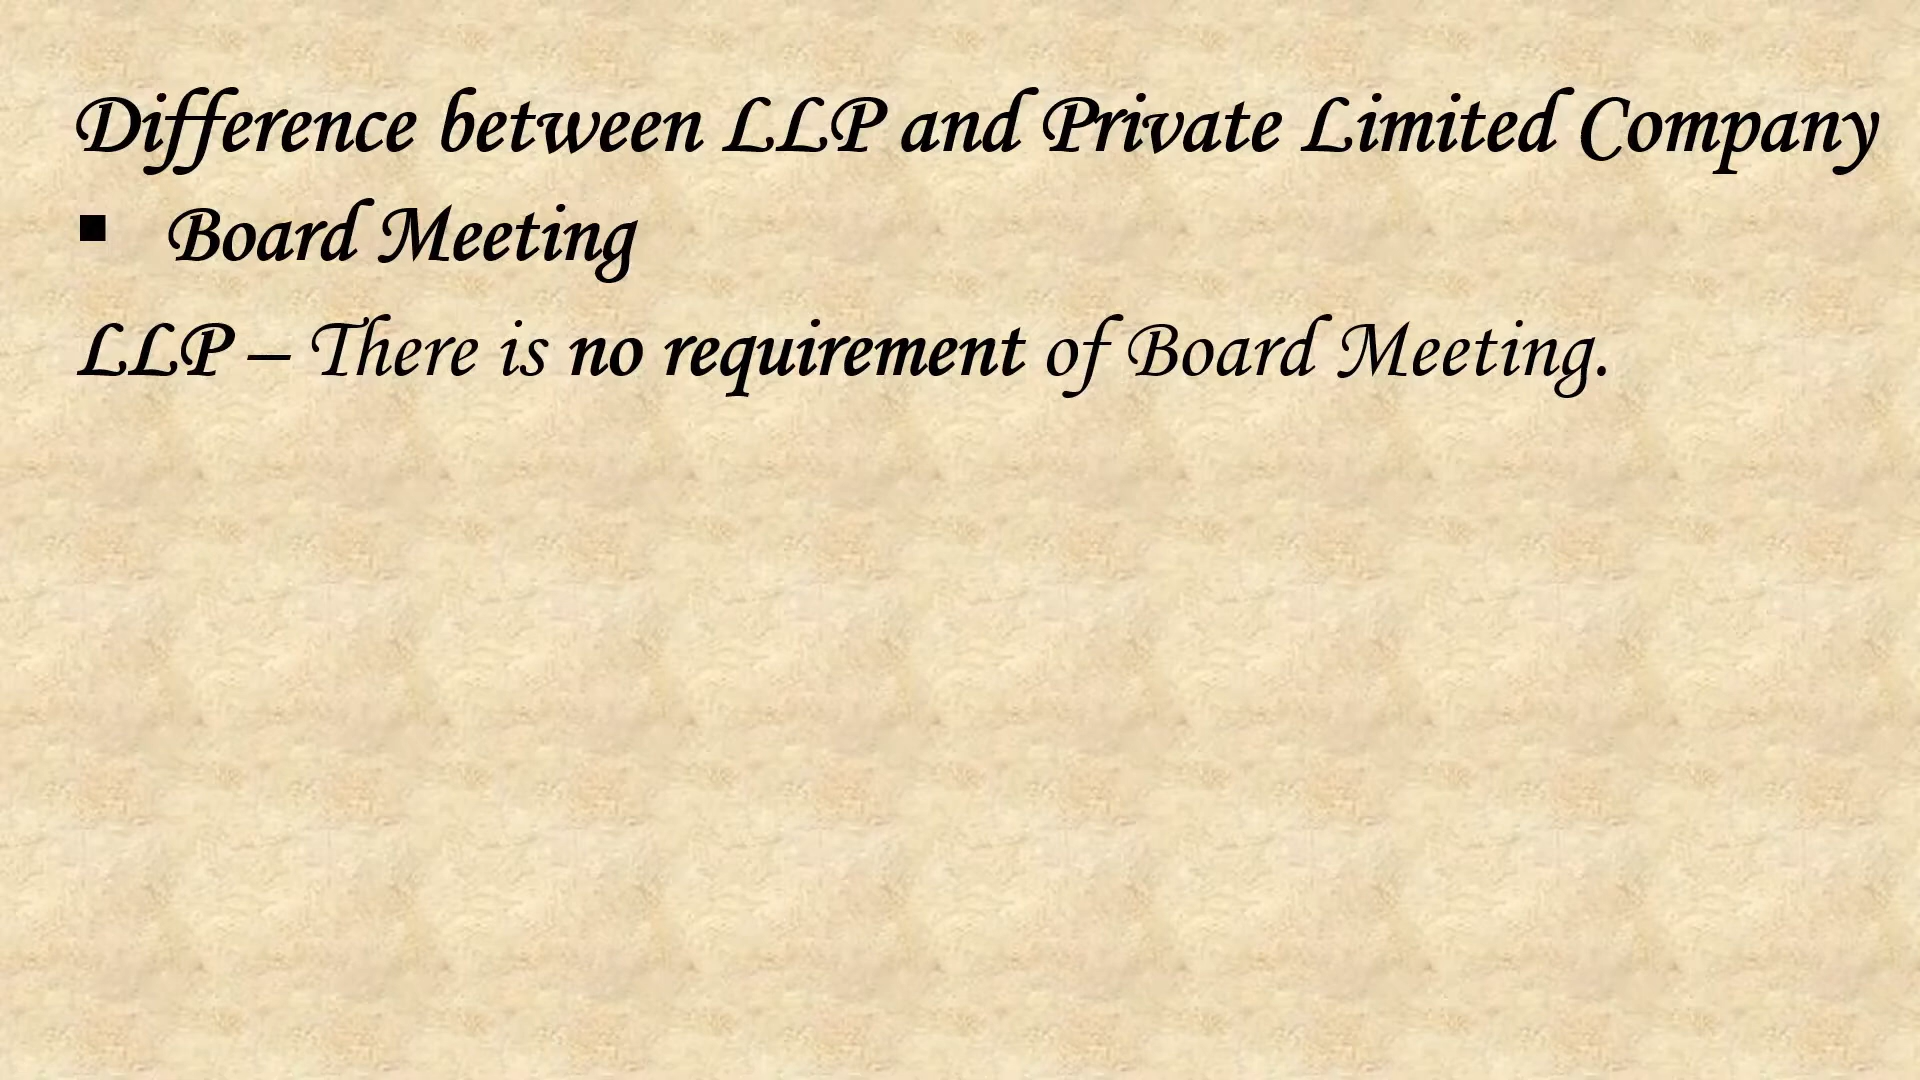 Difference between LLP and Private Limited Company
▪ Board Meeting
LLP – There is no requirement of Board Meeting.